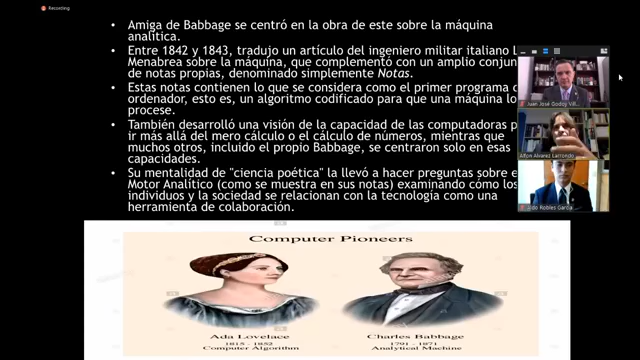 Recording
• Amiga de Babbage se centró en la obra de este sobre la máquina
analítica.
• Entre 1842 y 1843, tradujo un artículo del ingeniero militar italiano L
Menabrea sobre la máquina, que complementó con un amplio conjun
de notas propias, denominado simplemente Notas.
• Estas notas contienen lo que se considera como el primer programa d
ordenador, esto es, un algoritmo codificado para que una máquina lo
procese.
• También desarrolló una visión de la capacidad de las computadoras p
ir más allá del mero cálculo o el cálculo de números, mientras que
muchos otros, incluido el propio Babbage, se centraron solo en esas
capacidades.
• Su mentalidad de "ciencia poética" la llevó a hacer preguntas sobre e
Motor Analítico (como se muestra en sus notas) examinando cómo los
individuos y la sociedad se relacionan con la tecnología como una
herramienta de colaboración.
Juan José Godoy Vill...
Alfon Alvarez Larrondo
Aldo Robles Garcia
Computer Pioneers
Ada Lovelace
1815 - 1852
Computer Algorithm
Charles Babbage
1791 - 1871
Analytical Machine